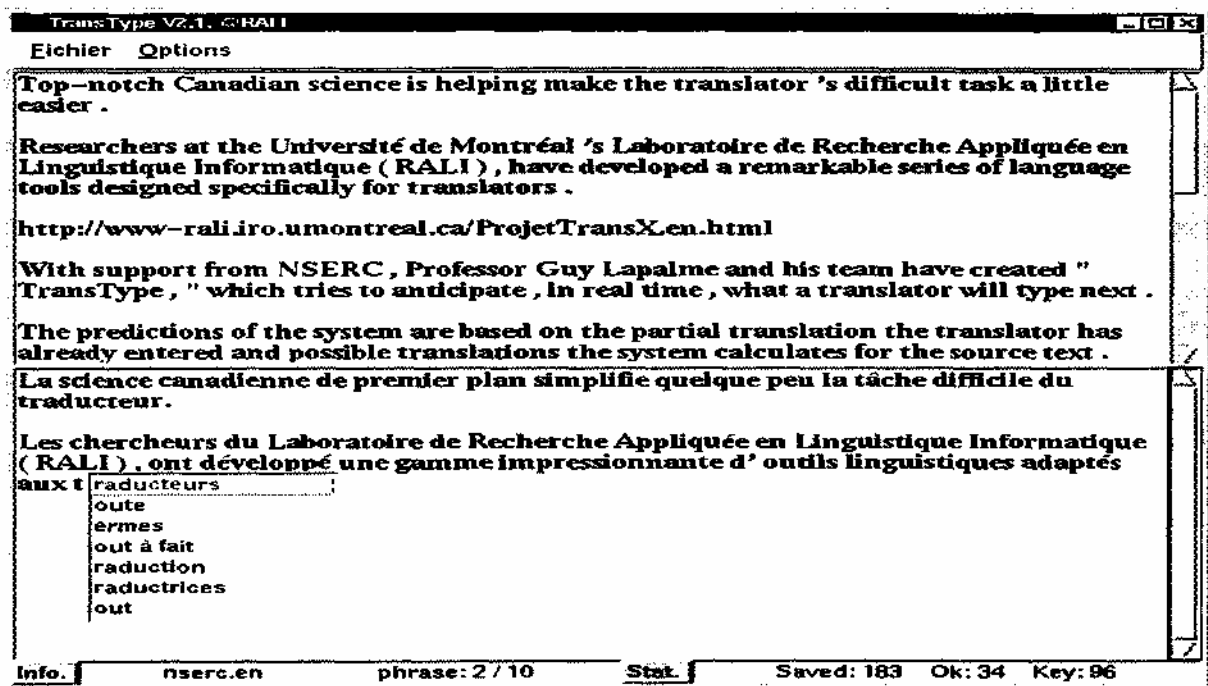 TransType V2.1. ©RALI
Eichier Options
Top-notch Canadian science is helping make the translator 's difficult task a little
easier .
Researchers at the Université de Montréal 's Laboratoire de Recherche Appliquée en
Linguistique Informatique ( RALI ) , have developed a remarkable series of language
tools designed specifically for translators .
http://www-rali.iro.umontreal.ca/ProjetTransX.en.html
With support from NSERC , Professor Guy Lapalme and his team have created "
TransType , " which tries to anticipate , in real time , what a translator will type next .
The predictions of the system are based on the partial translation the translator has
already entered and possible translations the system calculates for the source text .
La science canadienne de premier plan simplifie quelque peu la tâche difficile du
traducteur.
Les chercheurs du Laboratoire de Recherche Appliquée en Linguistique Informatique
( RALI ) , ont développé une gamme impressionnante d' outils linguistiques adaptés
aux t raducteurs
oute
ermes
out à fait
raduction
raductrices
out
Info. nserc.en phrase: 2 / 10 Stat. Saved: 183 Ok: 34 Key: 96